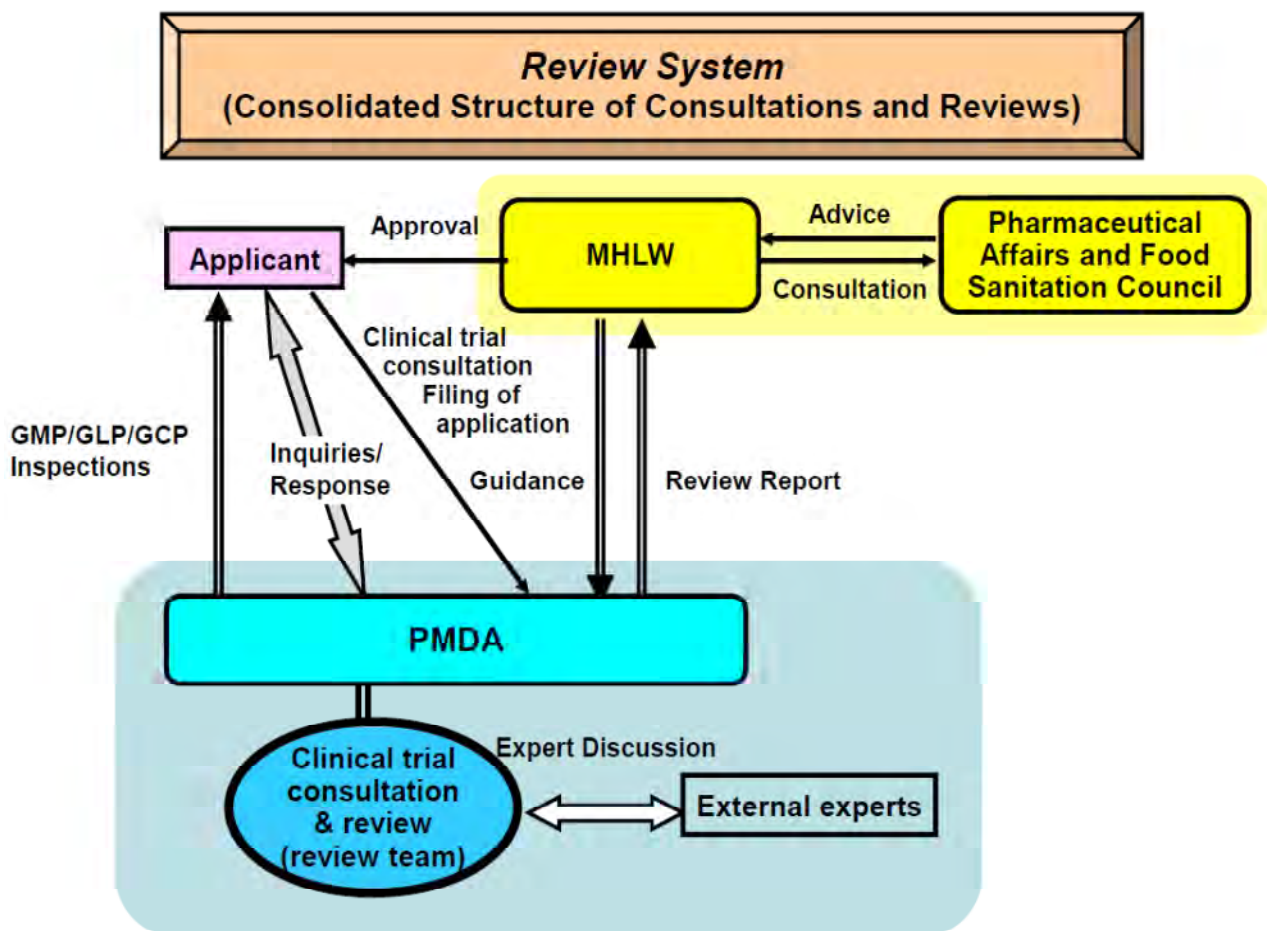 Review System
(Consolidated Structure of Consultations and Reviews)
Approval
Applicant
MHLW
Advice
Consultation
Pharmaceutical
Affairs and Food
Sanitation Council
Clinical trial
consultation
Filing of
application
GMP/GLP/GCP
Inspections
Inquiries/
Response
Guidance
Review Report
PMDA
Clinical trial
consultation
& review
(review team)
Expert Discussion
External experts